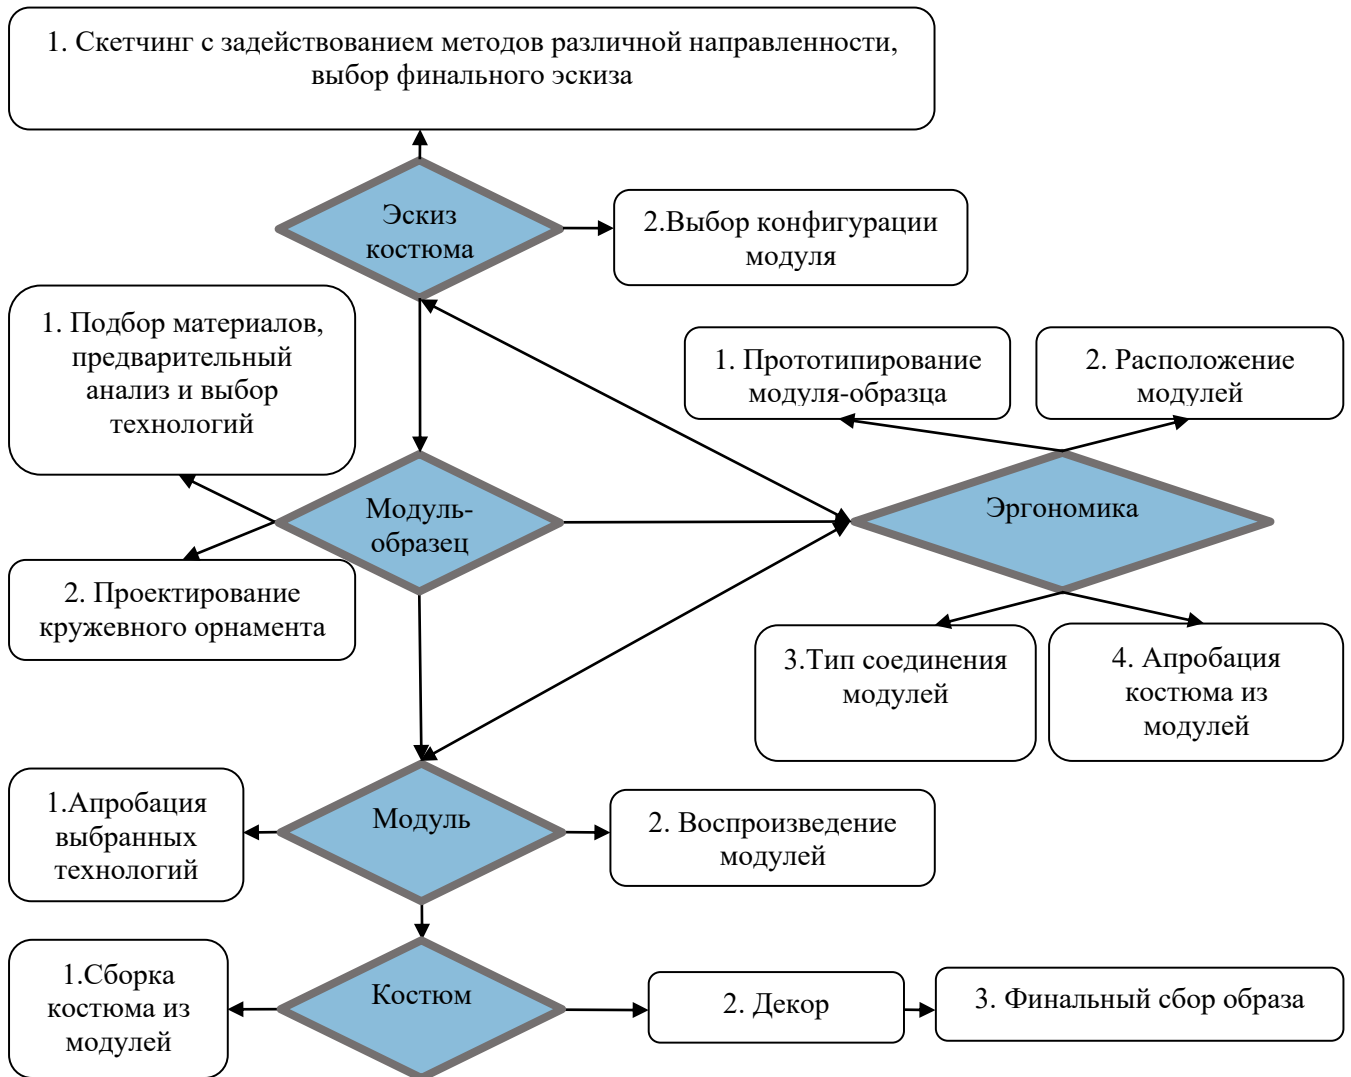 1. Скетчинг с задействованием методов различной направленности,
выбор финального эскиза
Эскиз
костюма
2.Выбор конфигурации
модуля
1. Подбор материалов,
предварительный
анализ и выбор
технологий
1. Прототипирование
модуля-образца
2. Расположение
модулей
Модуль-
образец
Эргономика
2. Проектирование
кружевного орнамента
3.Тип соединения
модулей
4. Апробация
костюма из
модулей
1.Апробация
выбранных
технологий
Модуль
2. Воспроизведение
модулей
1.Сборка
костюма из
модулей
Костюм
2. Декор
3. Финальный сбор образа